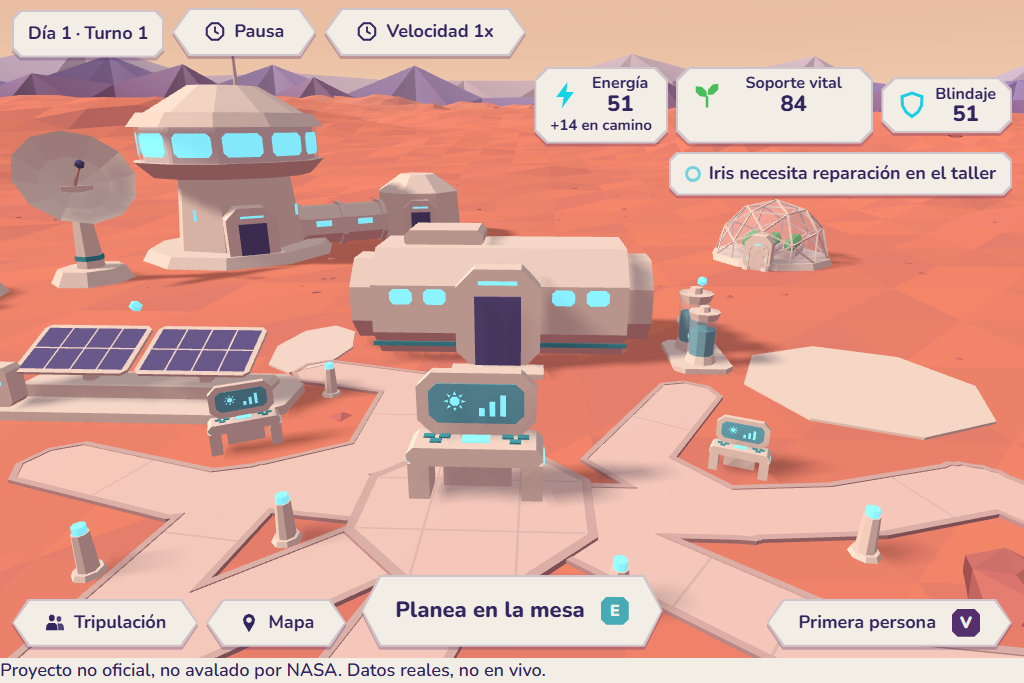 Día 1 · Turno 1
Pausa
Velocidad 1x
Energía
51
+14 en camino
Soporte vital
84
Blindaje
51
Iris necesita reparación en el taller
Tripulación
Mapa
Planea en la mesa E
Primera persona V
Proyecto no oficial, no avalado por NASA. Datos reales, no en vivo.